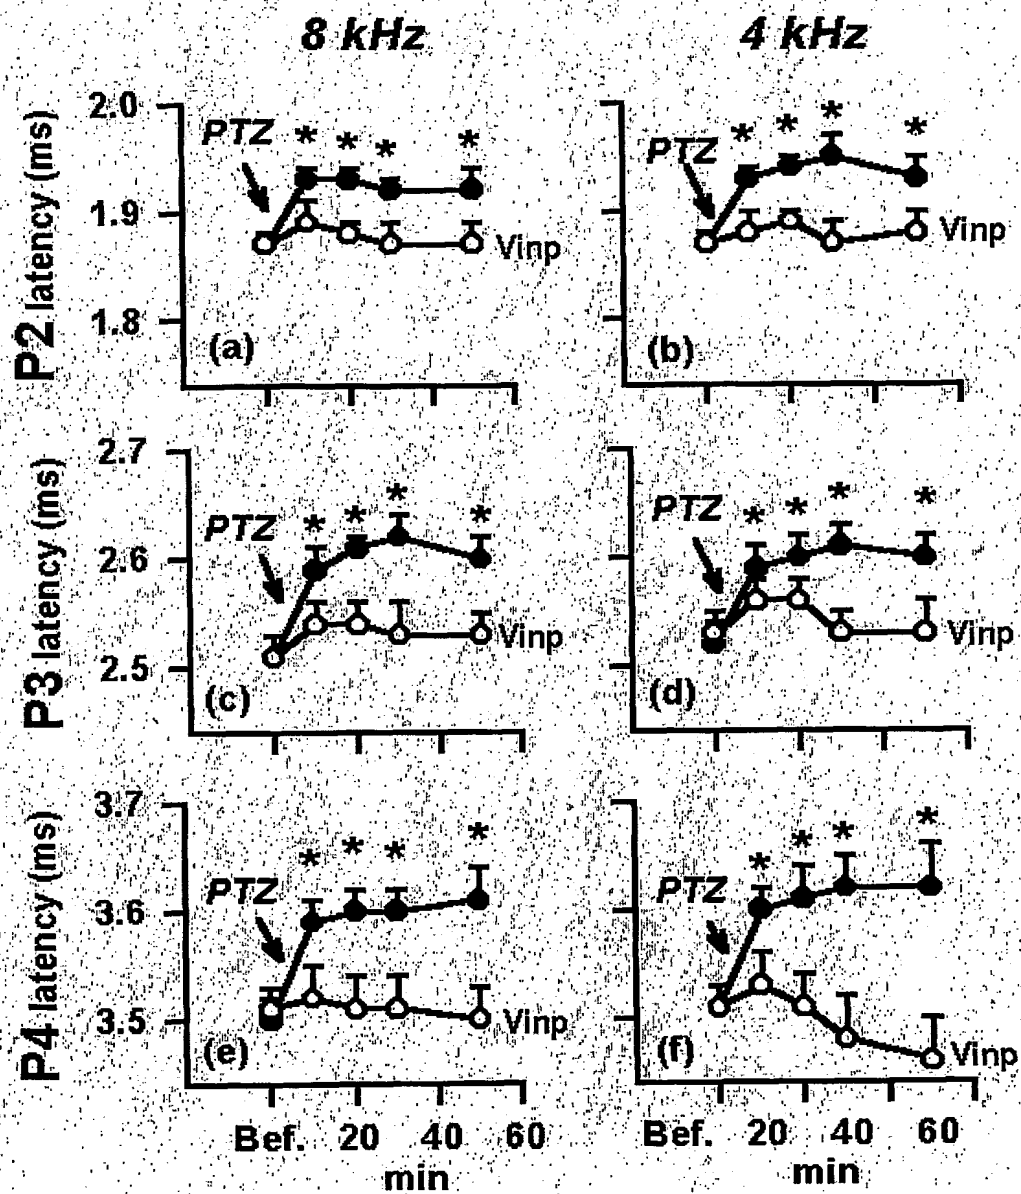 8 kHz 4 kHz
P2 latency (ms)
2.0
1.9
1.8
PTZ * * * *
Vinp
(a)
PTZ * * * *
Vinp
(b)
P3 latency (ms)
2.7
2.6
2.5
PTZ * * * *
Vinp
(c)
PTZ * * * *
Vinp
(d)
P4 latency (ms)
3.7
3.6
3.5
PTZ * * * *
Vinp
(e)
PTZ * * * *
Vinp
(f)
Bef. 20 40 60
min
Bef. 20 40 60
min